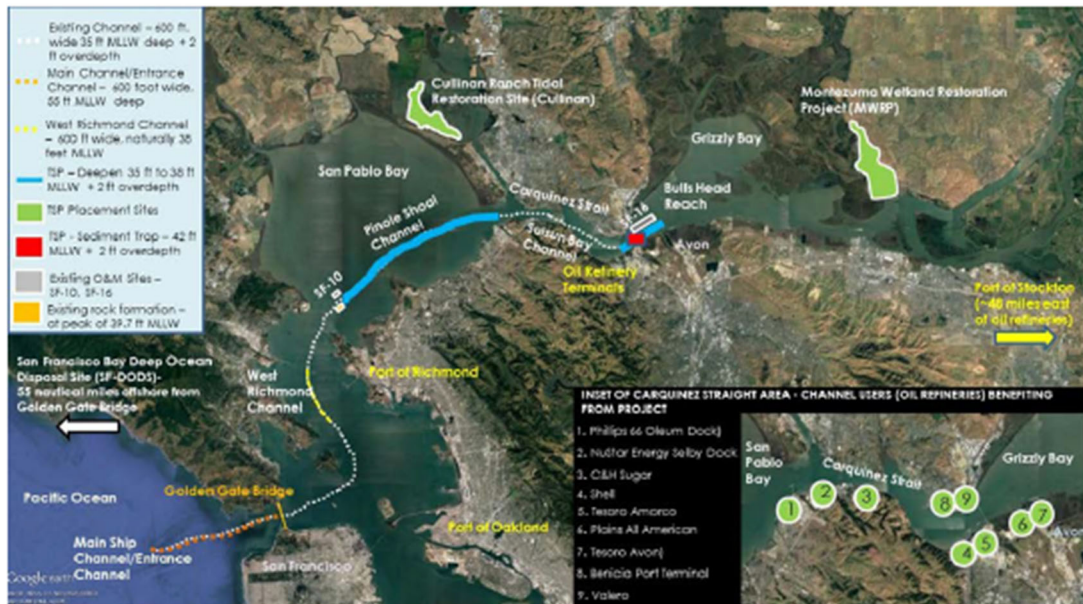 Existing Channel – 600 ft.
wide 35 ft MLLW deep + 2
ft overdepth
Main Channel/Entrance
Channel – 600 foot wide,
55 ft MLLW deep
West Richmond Channel
– 600 ft wide, naturally 38
feet MLLW
TSP – Deepen 35 ft to 38 ft
MLLW + 2 ft overdepth
TSP Placement Sites
TSP - Sediment Trap – 42 ft
MLLW + 2 ft overdepth
Existing O&M Sites –
SF-10, SF-16
Existing rock formation –
at peak of 39.7 ft MLLW
San Francisco Bay Deep Ocean
Disposal Site (SF-DODS)-
55 nautical miles offshore from
Golden Gate Bridge
Pacific Ocean
Main Ship
Channel/Entrance
Channel
Google earth
Golden Gate Bridge
San Francisco
West
Richmond
Channel
Port of Richmond
Port of Oakland
SF-10
Pinole Shoal
Channel
San Pablo Bay
Cullinan Ranch Tidal
Restoration Site (Cullinan)
Carquinez Strait
Suisun Bay
Channel
SF-16
Oil Refinery
Terminals
Bulls Head
Reach
Avon
Grizzly Bay
Montezuma Wetland Restoration
Project (MWRP)
Port of Stockton
(~48 miles east
of oil refineries)
INSET OF CARQUINEZ STRAIGHT AREA - CHANNEL USERS (OIL REFINERIES) BENEFITING
FROM PROJECT
1. Phillips 66 Oleum Dock)
2. NuStar Energy Selby Dock
3. C&H Sugar
4. Shell
5. Tesoro Amorco
6. Plains All American
7. Tesoro Avon)
8. Benicia Port Terminal
9. Valero
San
Pablo
Bay
Carquinez Strait
Grizzly Bay
Avon
1
2
3
8
9
4
5
6
7